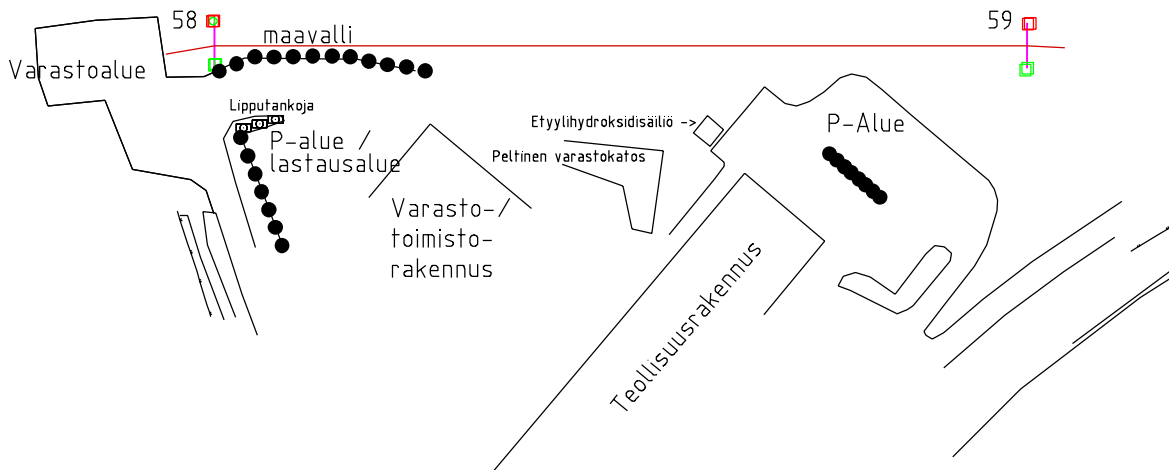 58
59
maavalli
Varastoalue
Lipputankoja
P-alue /
lastausalue
Etyylihydroksidisäiliö ->
P-Alue
Peltinen varastokatos
Varasto-/
toimisto-
rakennus
Teollisuusrakennus